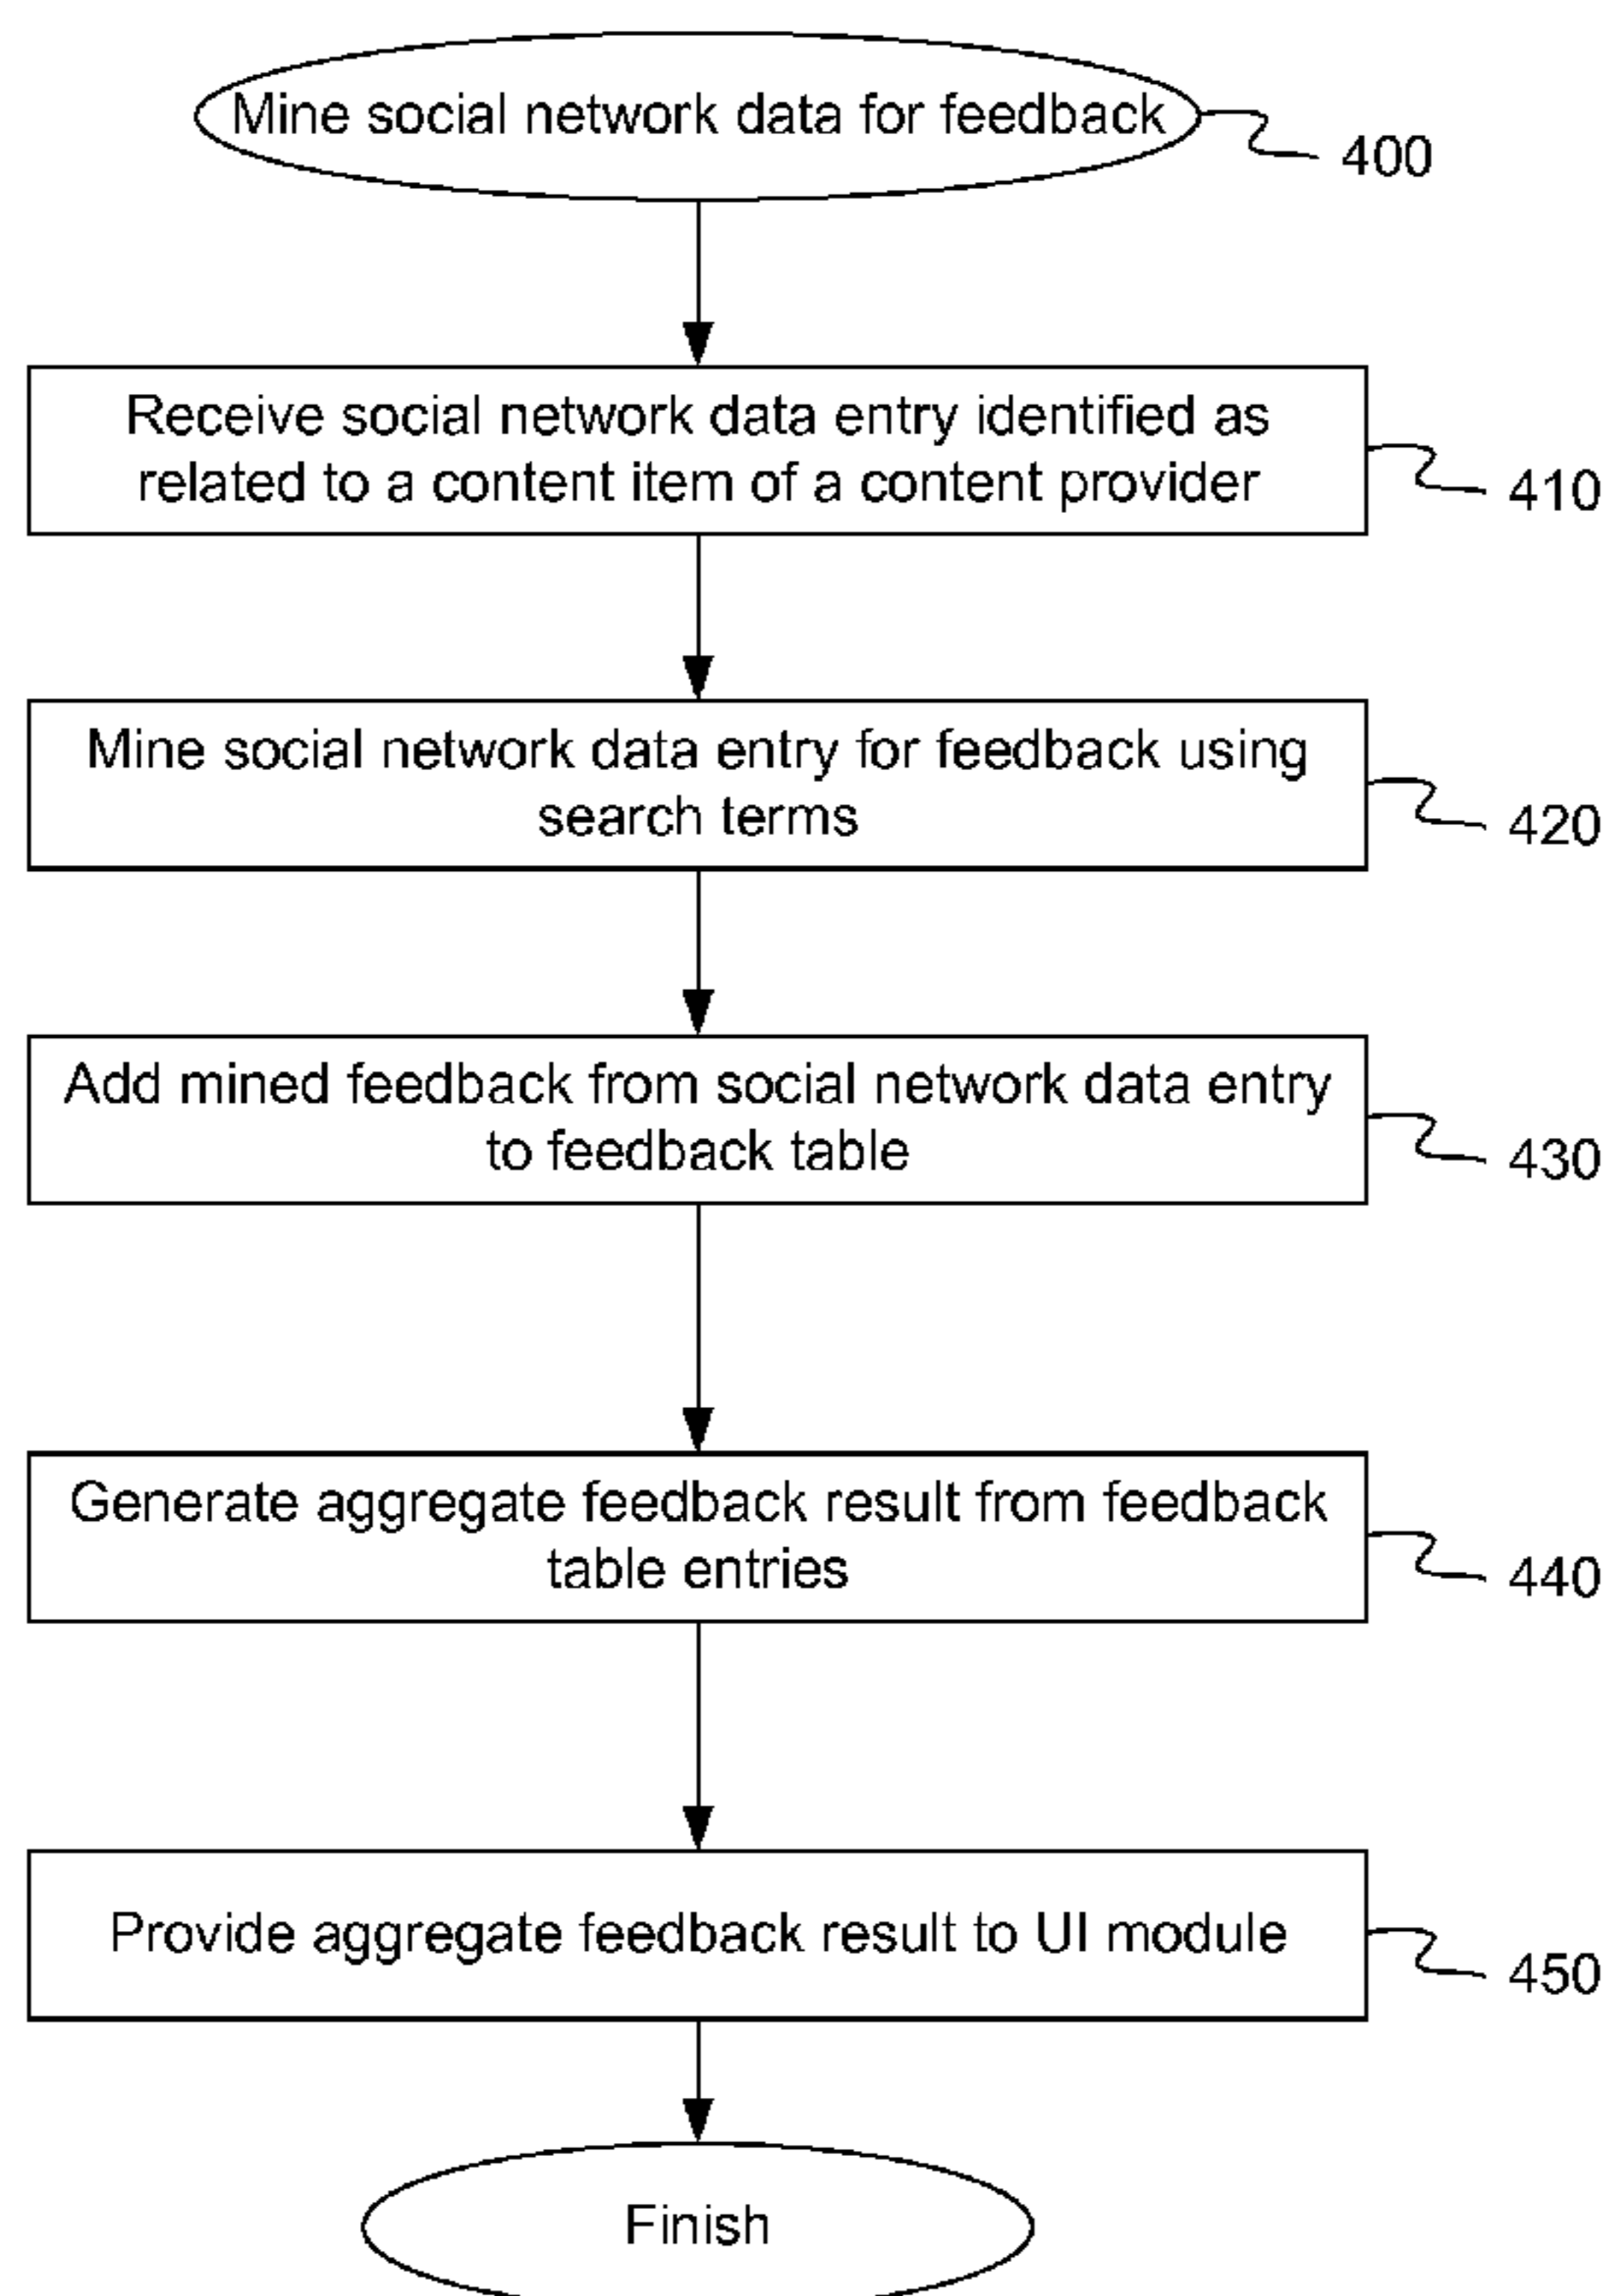 Mine social network data for feedback
400
Receive social network data entry identified as
related to a content item of a content provider
410
Mine social network data entry for feedback using
search terms
420
Add mined feedback from social network data entry
to feedback table
430
Generate aggregate feedback result from feedback
table entries
440
Provide aggregate feedback result to UI module
450
Finish